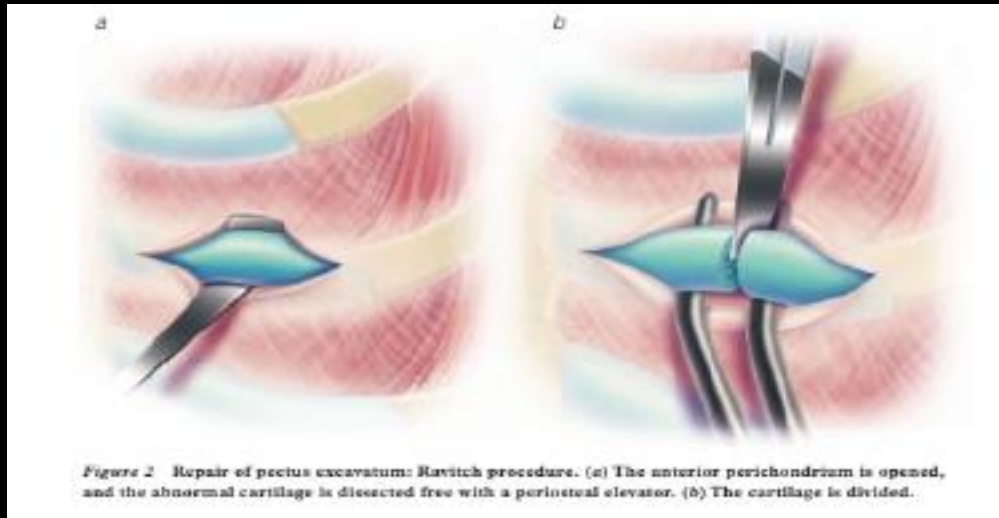 a
b
Figure 2 Repair of pectus excavatum: Ravitch procedure. (a) The anterior perichondrium is opened,
and the abnormal cartilage is dissected free with a periosteal elevator. (b) The cartilage is divided.